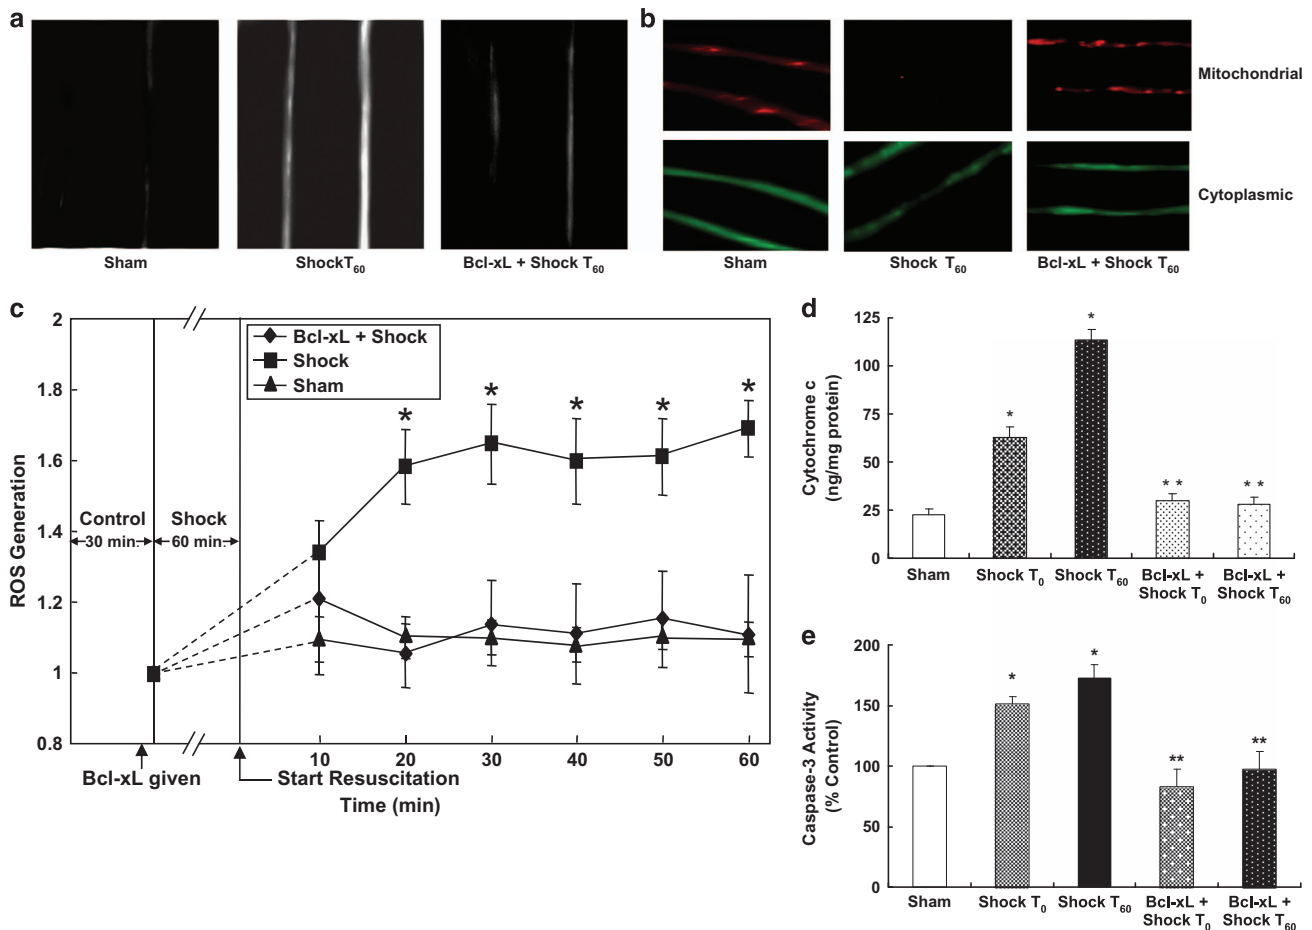 a
Sham
ShockT60
Bcl-xL + Shock T60
b
Mitochondrial
Cytoplasmic
Sham
Shock T60
Bcl-xL + Shock T60
c
2
1.8
1.6
1.4
1.2
1
0.8
ROS Generation
Bcl-xL + Shock
Shock
Sham
* * * * *
Control
30 min.
Shock
60 min.
10 20 30 40 50 60
Bcl-xL given
Start Resuscitation
Time (min)
d
125
100
75
50
25
0
Cytochrome c
(ng/mg protein)
* * ** **
Sham
Shock T0
Shock T60
Bcl-xL +
Shock T0
Bcl-xL +
Shock T60
e
200
150
100
50
0
Caspase-3 Activity
(% Control)
* * ** **
Sham
Shock T0
Shock T60
Bcl-xL +
Shock T0
Bcl-xL +
Shock T60